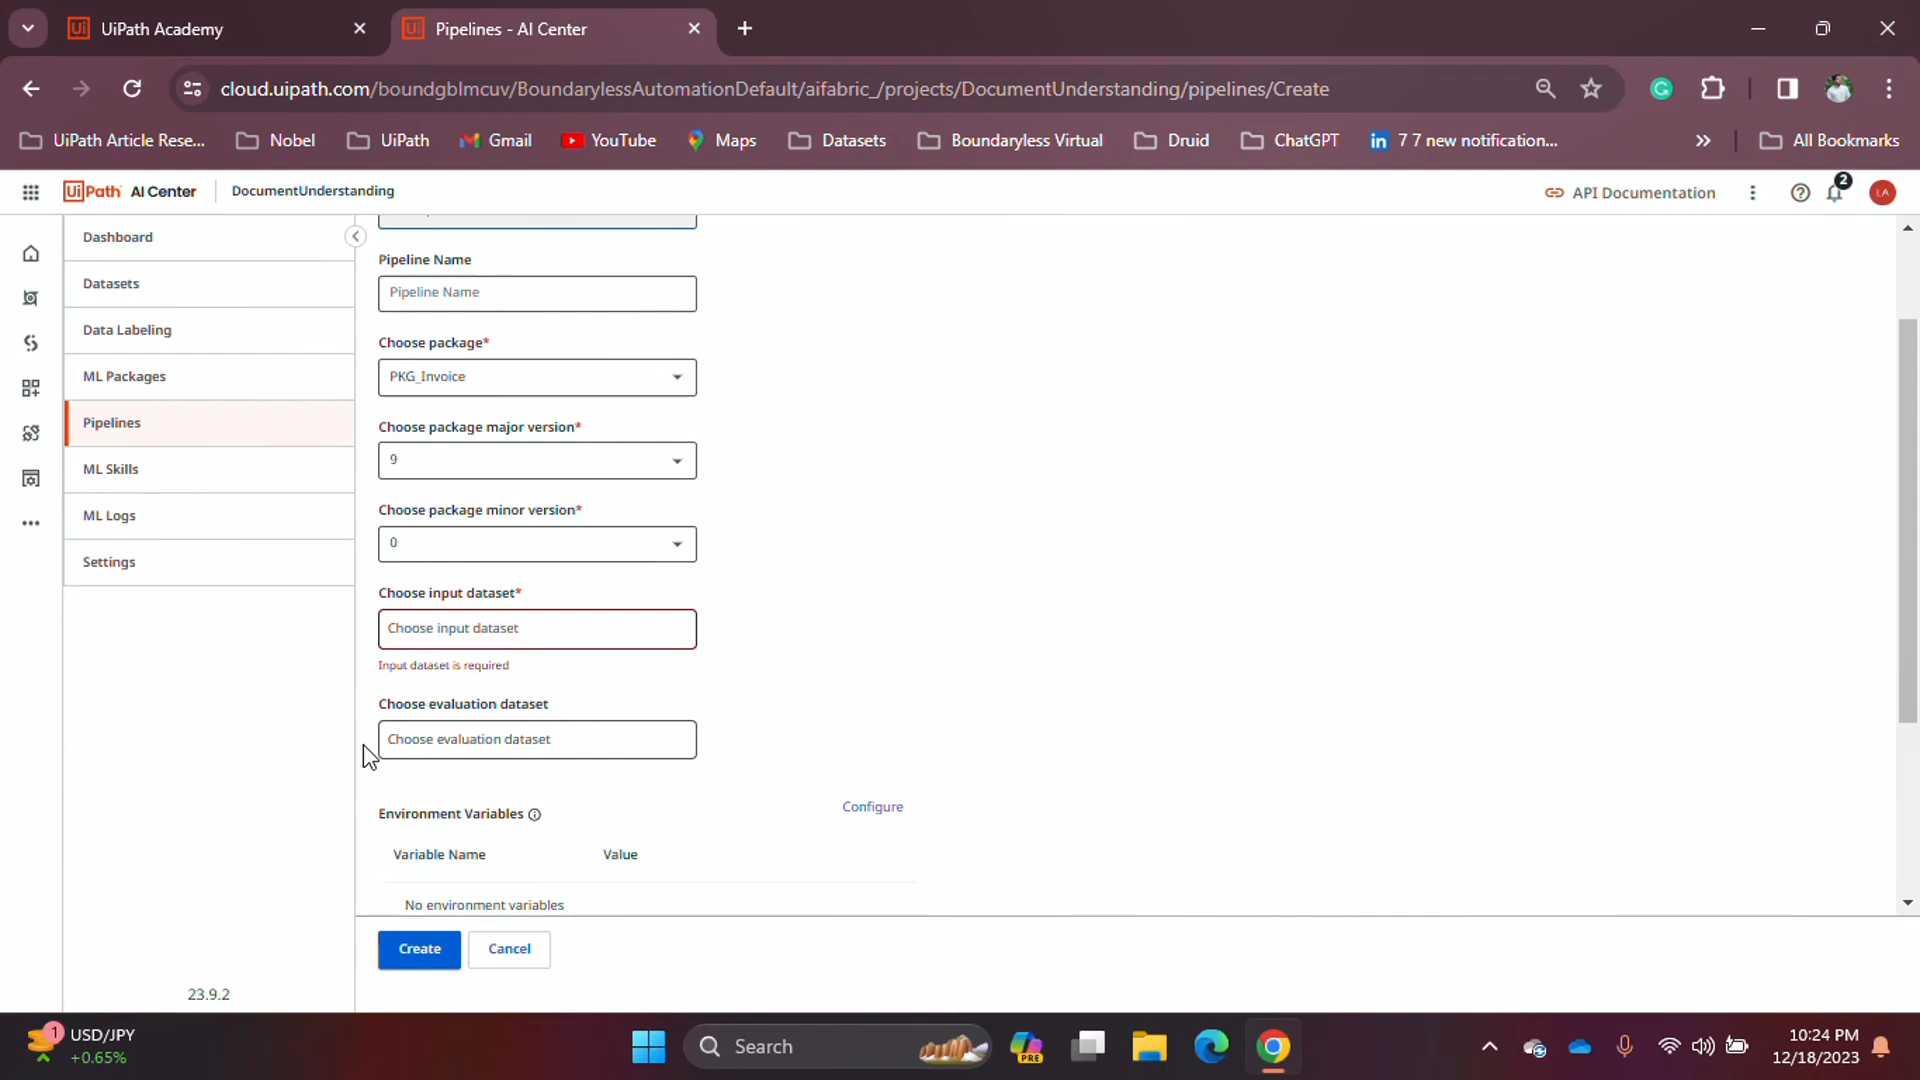 UiPath Academy
Pipelines - AI Center
cloud.uipath.com/boundgblmcuv/BoundarylessAutomationDefault/aifabric_/projects/DocumentUnderstanding/pipelines/Create
UiPath Article Rese...
Nobel
UiPath
Gmail
YouTube
Maps
Datasets
Boundaryless Virtual
Druid
ChatGPT
7 7 new notification...
All Bookmarks
UiPath AI Center
DocumentUnderstanding
API Documentation
2
LA
Dashboard
Datasets
Data Labeling
ML Packages
Pipelines
ML Skills
ML Logs
Settings
23.9.2
Pipeline Name
Pipeline Name
Choose package*
PKG_Invoice
Choose package major version*
9
Choose package minor version*
0
Choose input dataset*
Choose input dataset
Input dataset is required
Choose evaluation dataset
Choose evaluation dataset
Environment Variables
Configure
Variable Name Value
No environment variables
Create
Cancel
1
USD/JPY
+0.65%
Search
PRE
10:24 PM
12/18/2023